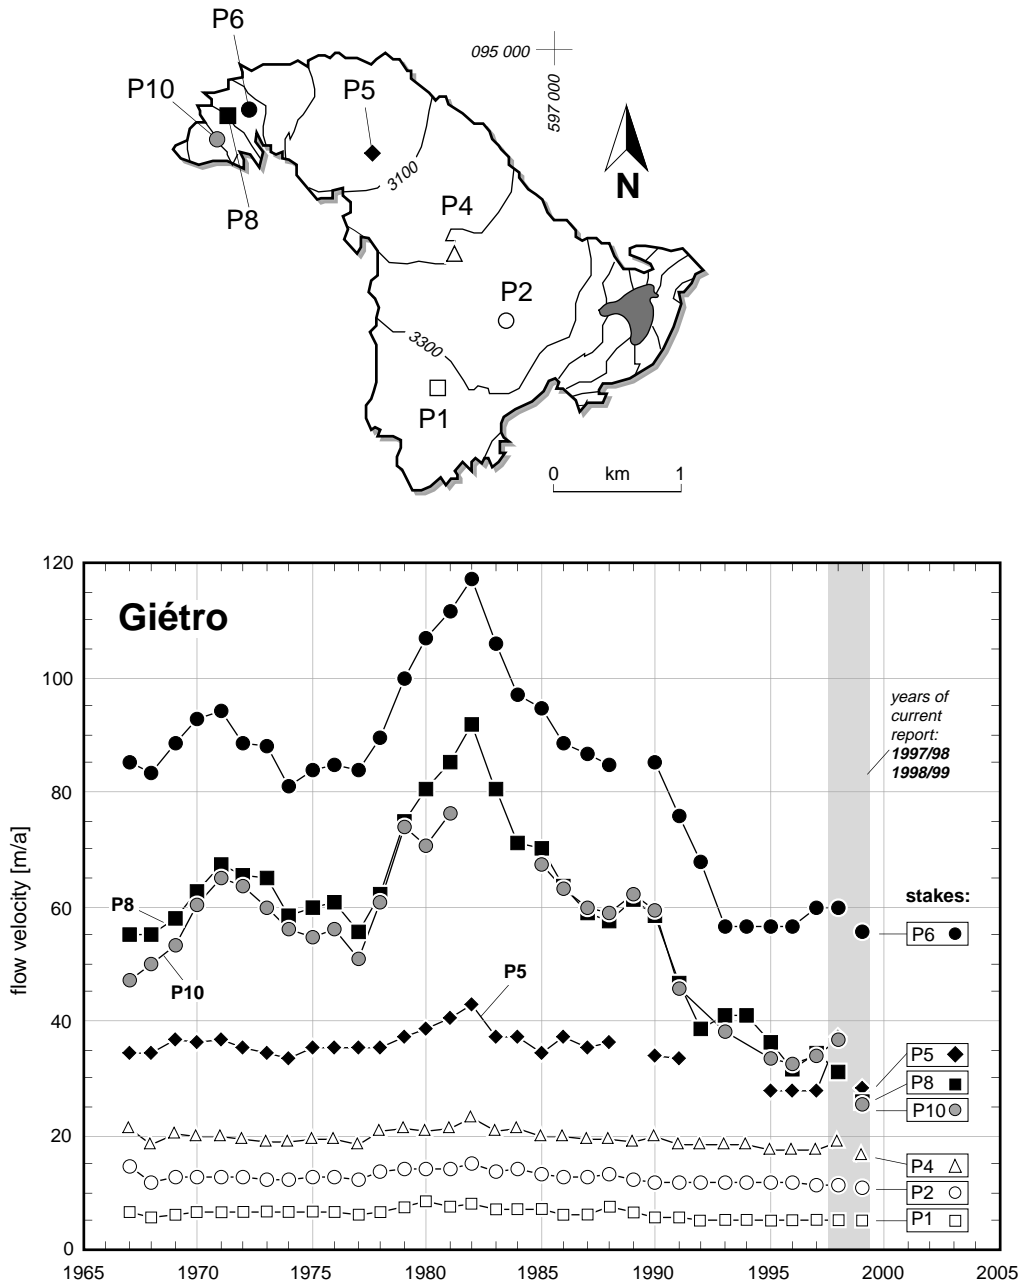 P6
095 000
597 000
P10
P5
3100
N
P4
P8
P2
3300
P1
0 km 1
120
Giétro
100
years of
current
report:
1997/98
1998/99
80
flow velocity [m/a]
stakes:
P8
60
P6
P5
P10
40
P5
P8
P10
20
P4
P2
P1
0
1965 1970 1975 1980 1985 1990 1995 2000 2005